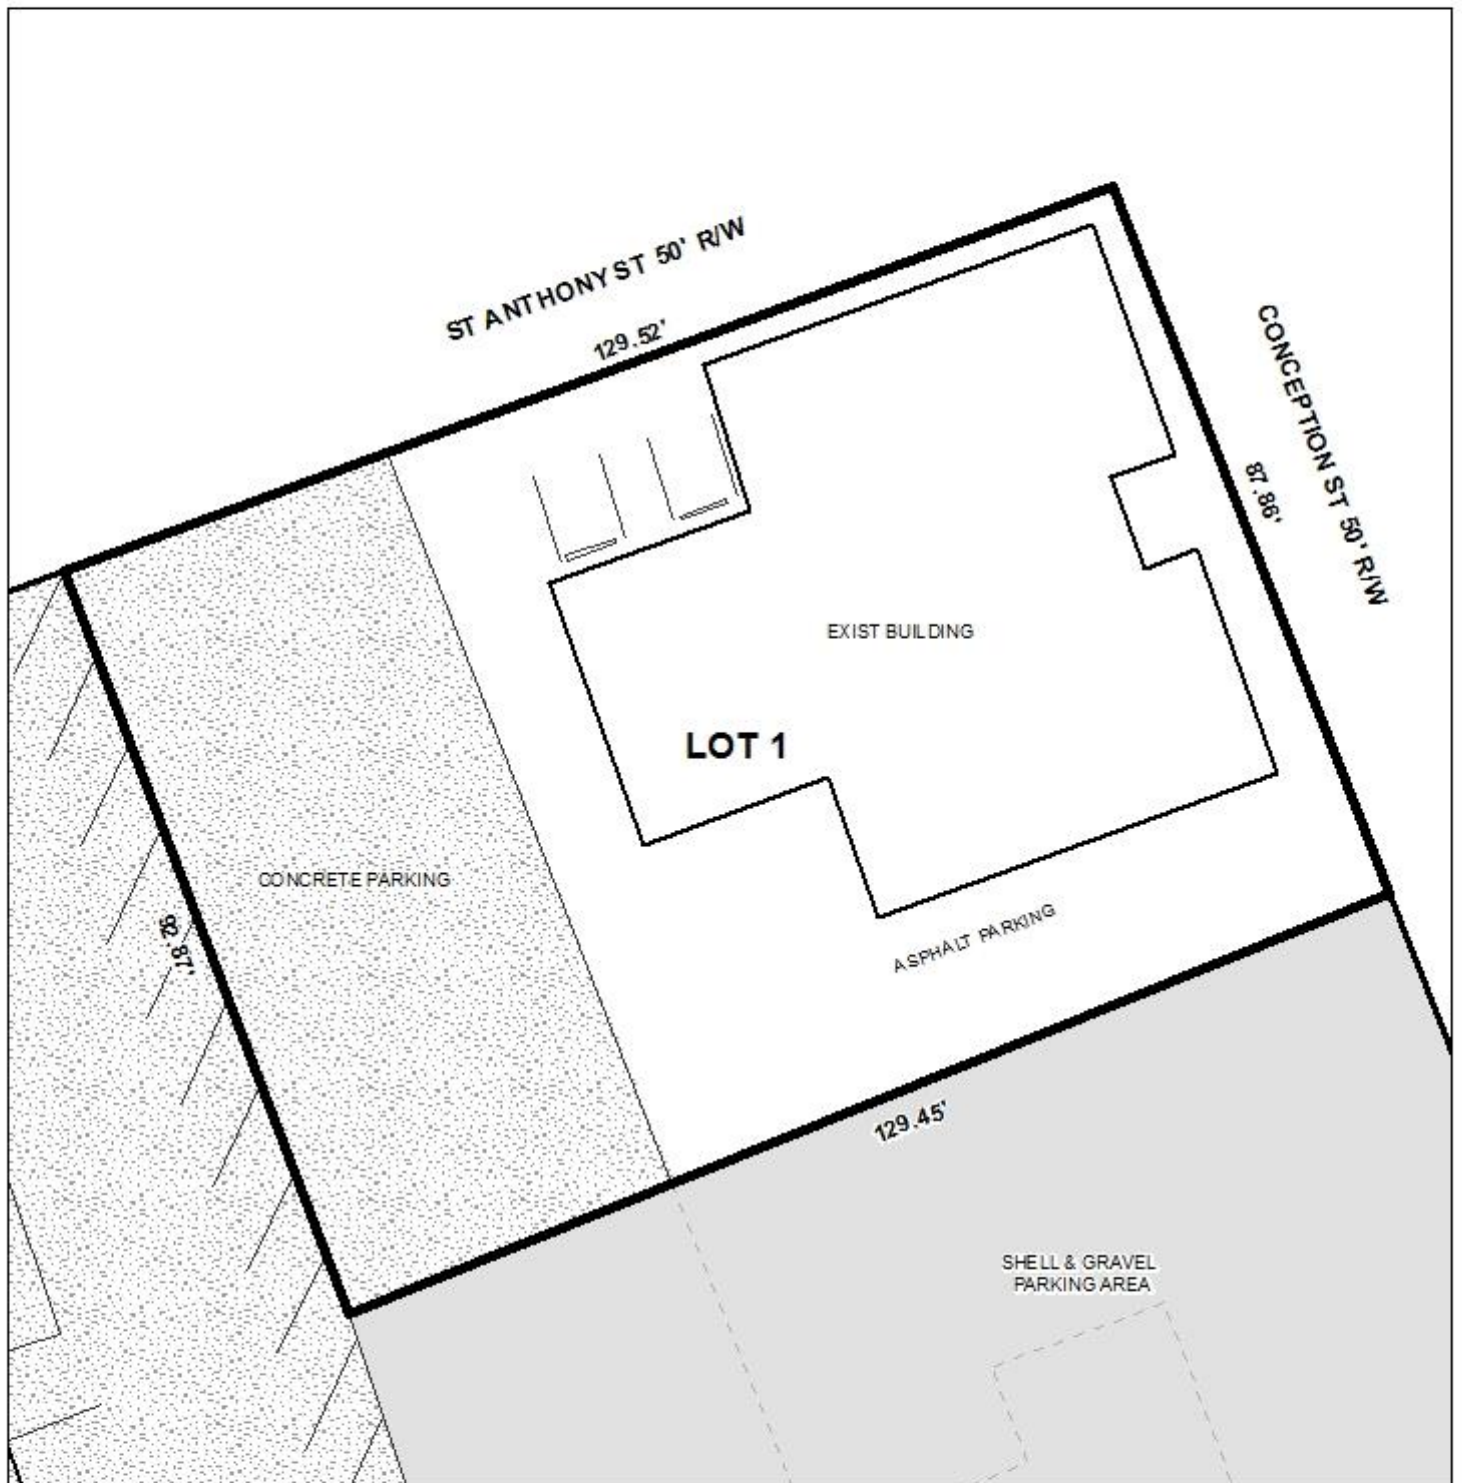 ST ANTHONY ST 50' R/W
129.52'
CONCEPTION ST 50' R/W
87.86'
EXIST BUILDING
LOT 1
CONCRETE PARKING
92.87'
ASPHALT PARKING
129.45'
SHELL & GRAVEL
PARKING AREA